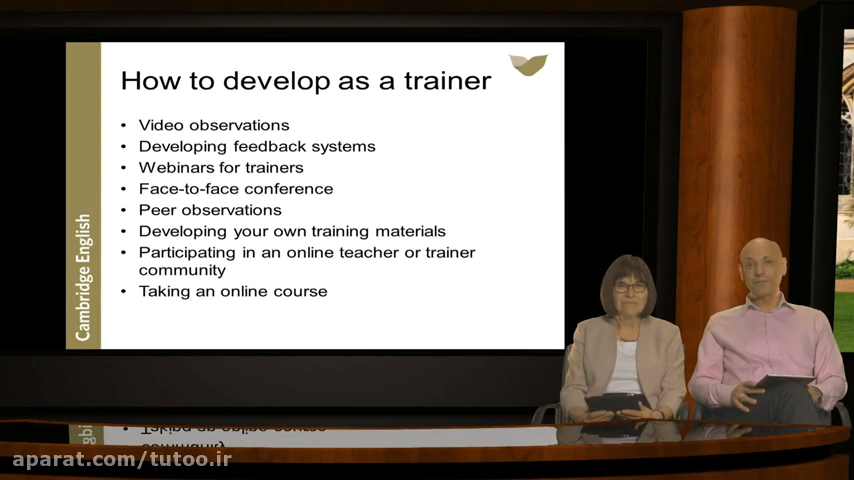 How to develop as a trainer
• Video observations
• Developing feedback systems
• Webinars for trainers
• Face-to-face conference
• Peer observations
• Developing your own training materials
• Participating in an online teacher or trainer
community
• Taking an online course
Cambridge English
aparat.com/tutoo.ir